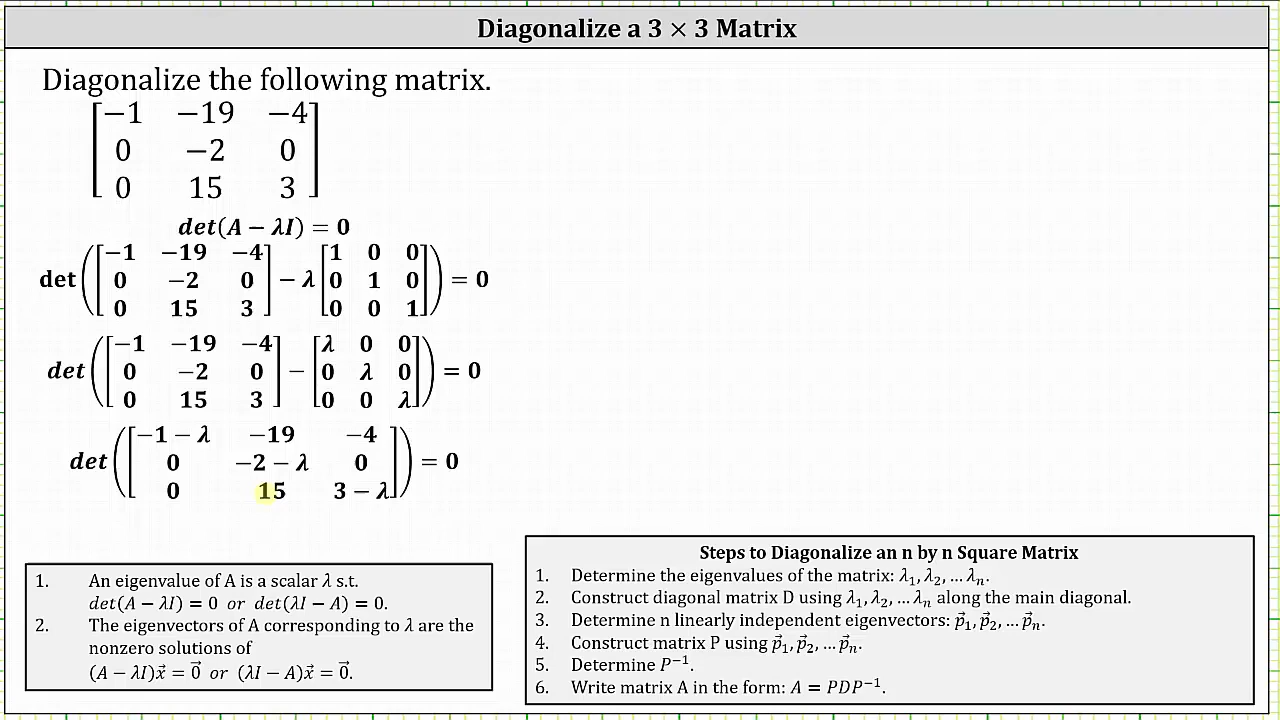 Diagonalize a 3 × 3 Matrix
Diagonalize the following matrix.
[−1 −19 −4]
[0 −2 0]
[0 15 3]
det(A − λI) = 0
det([−1 −19 −4; 0 −2 0; 0 15 3] − λ[1 0 0; 0 1 0; 0 0 1]) = 0
det([−1 −19 −4; 0 −2 0; 0 15 3] − [λ 0 0; 0 λ 0; 0 0 λ]) = 0
det([−1 − λ −19 −4; 0 −2 − λ 0; 0 15 3 − λ]) = 0
1. An eigenvalue of A is a scalar λ s.t.
det(A − λI) = 0 or det(λI − A) = 0.
2. The eigenvectors of A corresponding to λ are the
nonzero solutions of
(A − λI)x⃗ = 0⃗ or (λI − A)x⃗ = 0⃗.
Steps to Diagonalize an n by n Square Matrix
1. Determine the eigenvalues of the matrix: λ₁, λ₂, … λₙ.
2. Construct diagonal matrix D using λ₁, λ₂, … λₙ along the main diagonal.
3. Determine n linearly independent eigenvectors: p⃗₁, p⃗₂, … p⃗ₙ.
4. Construct matrix P using p⃗₁, p⃗₂, … p⃗ₙ.
5. Determine P⁻¹.
6. Write matrix A in the form: A = PDP⁻¹.